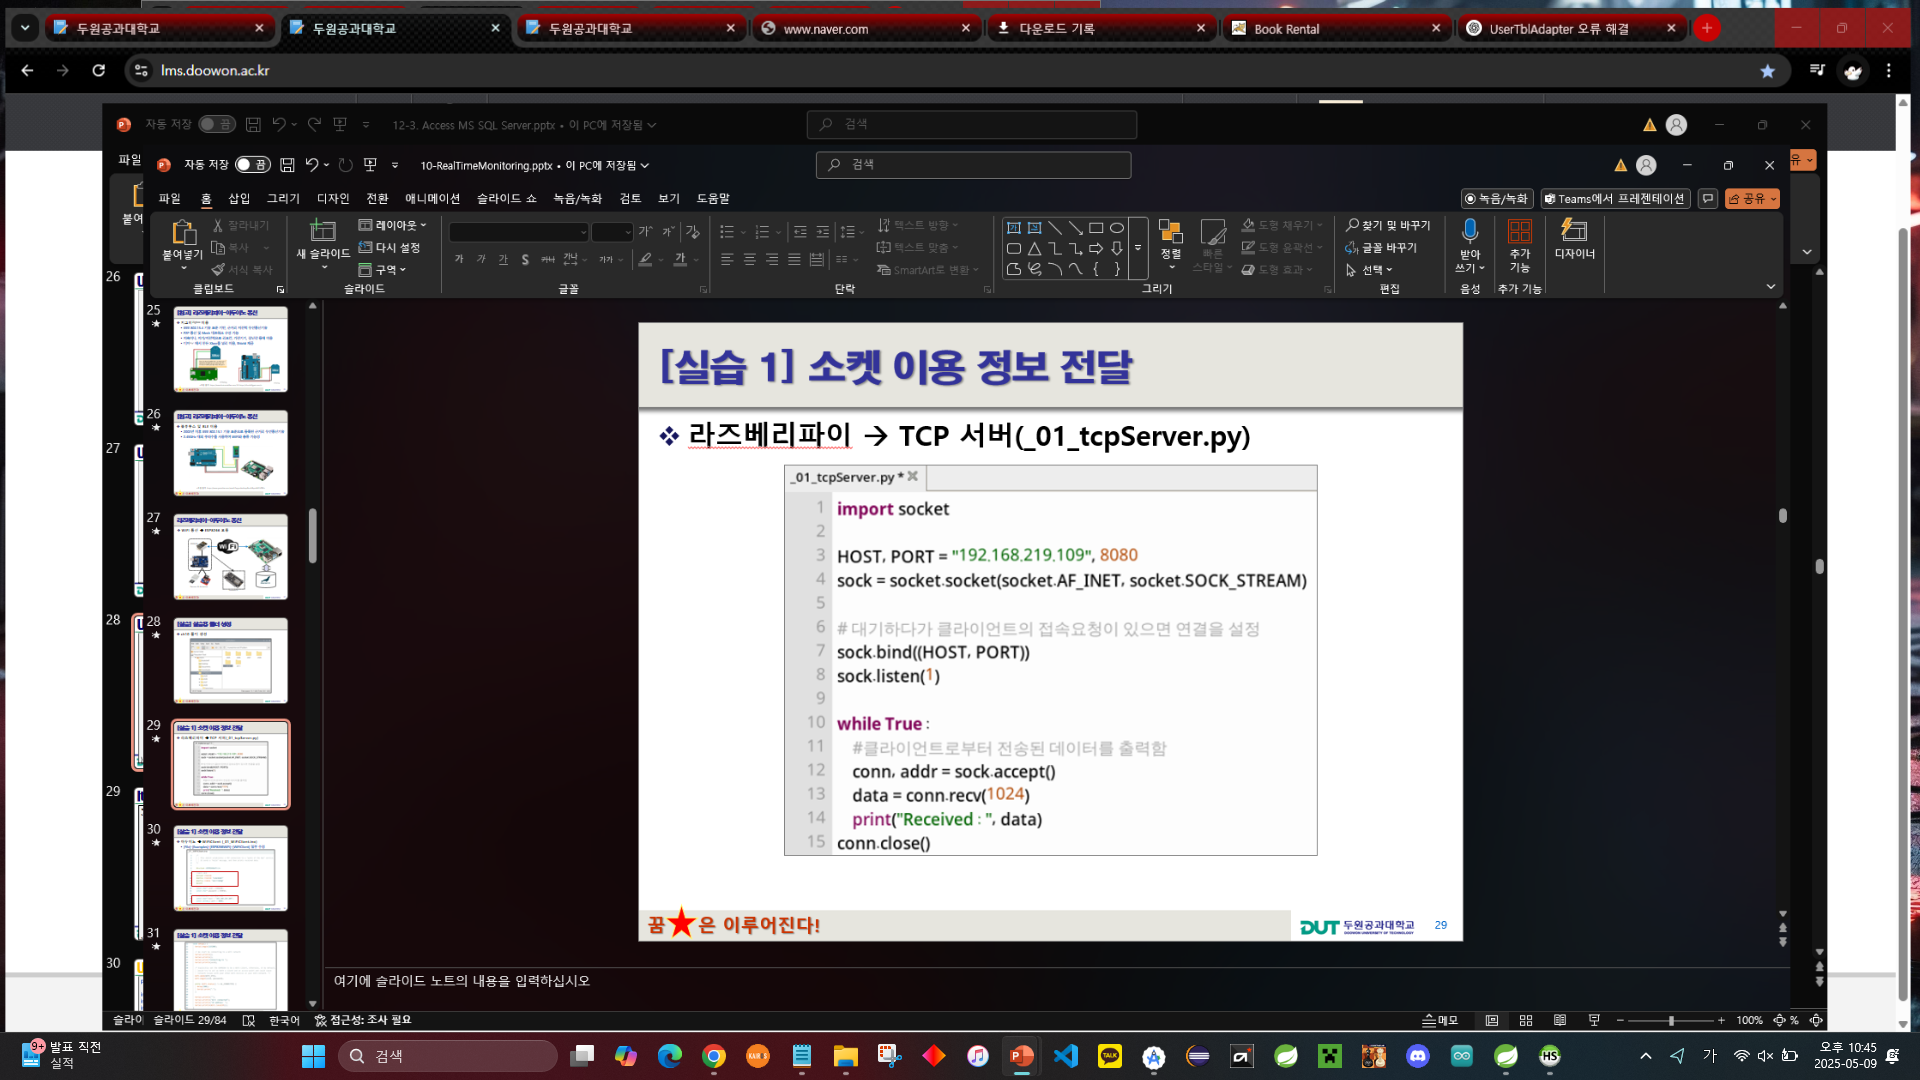 두원공과대학교
두원공과대학교
두원공과대학교
www.naver.com
다운로드 기록
Book Rental
UserTblAdapter 오류 해결
lms.doowon.ac.kr
자동 저장 끔
12-3. Access MS SQL Server.pptx • 이 PC에 저장됨
검색
파일
자동 저장 끔
10-RealTimeMonitoring.pptx • 이 PC에 저장됨
검색
파일 홈 삽입 그리기 디자인 전환 애니메이션 슬라이드 쇼 녹음/녹화 검토 보기 도움말
녹음/녹화 Teams에서 프레젠테이션 공유
붙여넣기 잘라내기 복사 서식 복사
클립보드
새 슬라이드 레이아웃 다시 설정 구역
슬라이드
글꼴
텍스트 방향 텍스트 맞춤 SmartArt로 변환
단락
정렬 빠른 스타일 도형 채우기 도형 윤곽선 도형 효과
그리기
찾기 및 바꾸기 글꼴 바꾸기 선택
편집
받아쓰기
음성
추가 기능
추가 기능
디자이너
26
27
28
29
30
25
26
27
28
29
30
31
[실습 1] 소켓 이용 정보 전달
❖ 라즈베리파이 → TCP 서버(_01_tcpServer.py)
_01_tcpServer.py *
1 import socket
2
3 HOST, PORT = "192.168.219.109", 8080
4 sock = socket.socket(socket.AF_INET, socket.SOCK_STREAM)
5
6 # 대기하다가 클라이언트의 접속요청이 있으면 연결을 설정
7 sock.bind((HOST, PORT))
8 sock.listen(1)
9
10 while True :
11 #클라이언트로부터 전송된 데이터를 출력함
12 conn, addr = sock.accept()
13 data = conn.recv(1024)
14 print("Received : ", data)
15 conn.close()
꿈★은 이루어진다!
DUT 두원공과대학교
29
여기에 슬라이드 노트의 내용을 입력하십시오
슬라이
슬라이드 29/84
한국어
접근성: 조사 필요
메모
100%
%
9+
발표 직전
실적
검색
가
오후 10:45
2025-05-09